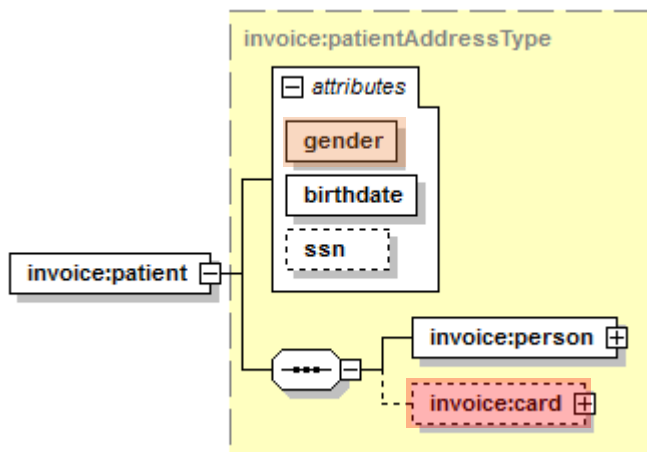 invoice:patientAddressType
attributes
gender
birthdate
ssn
invoice:patient
invoice:person
invoice:card